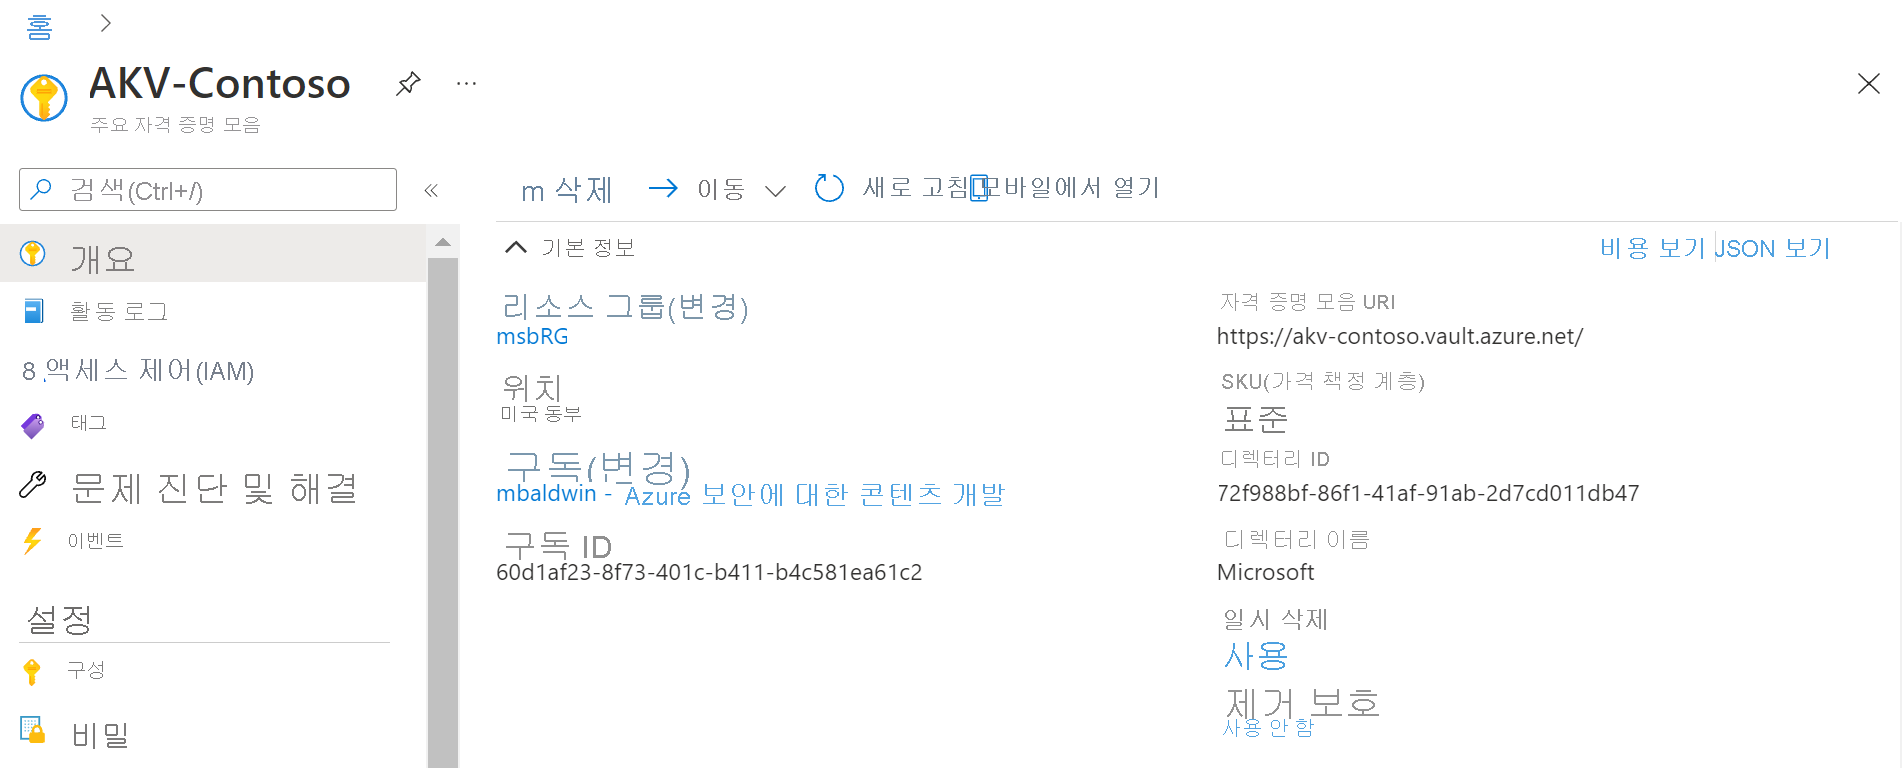 홈
AKV-Contoso
주요 자격 증명 모음
검색(Ctrl+/)
개요
활동 로그
8 액세스 제어(IAM)
태그
문제 진단 및 해결
이벤트
설정
구성
비밀
m 삭제 이동 새로 고침 모바일에서 열기
기본 정보
비용 보기 JSON 보기
리소스 그룹(변경)
msbRG
위치
미국 동부
구독(변경)
mbaldwin - Azure 보안에 대한 콘텐츠 개발
구독 ID
60d1af23-8f73-401c-b411-b4c581ea61c2
자격 증명 모음 URI
https://akv-contoso.vault.azure.net/
SKU(가격 책정 계층)
표준
디렉터리 ID
72f988bf-86f1-41af-91ab-2d7cd011db47
디렉터리 이름
Microsoft
일시 삭제
사용
제거 보호
사용 안 함